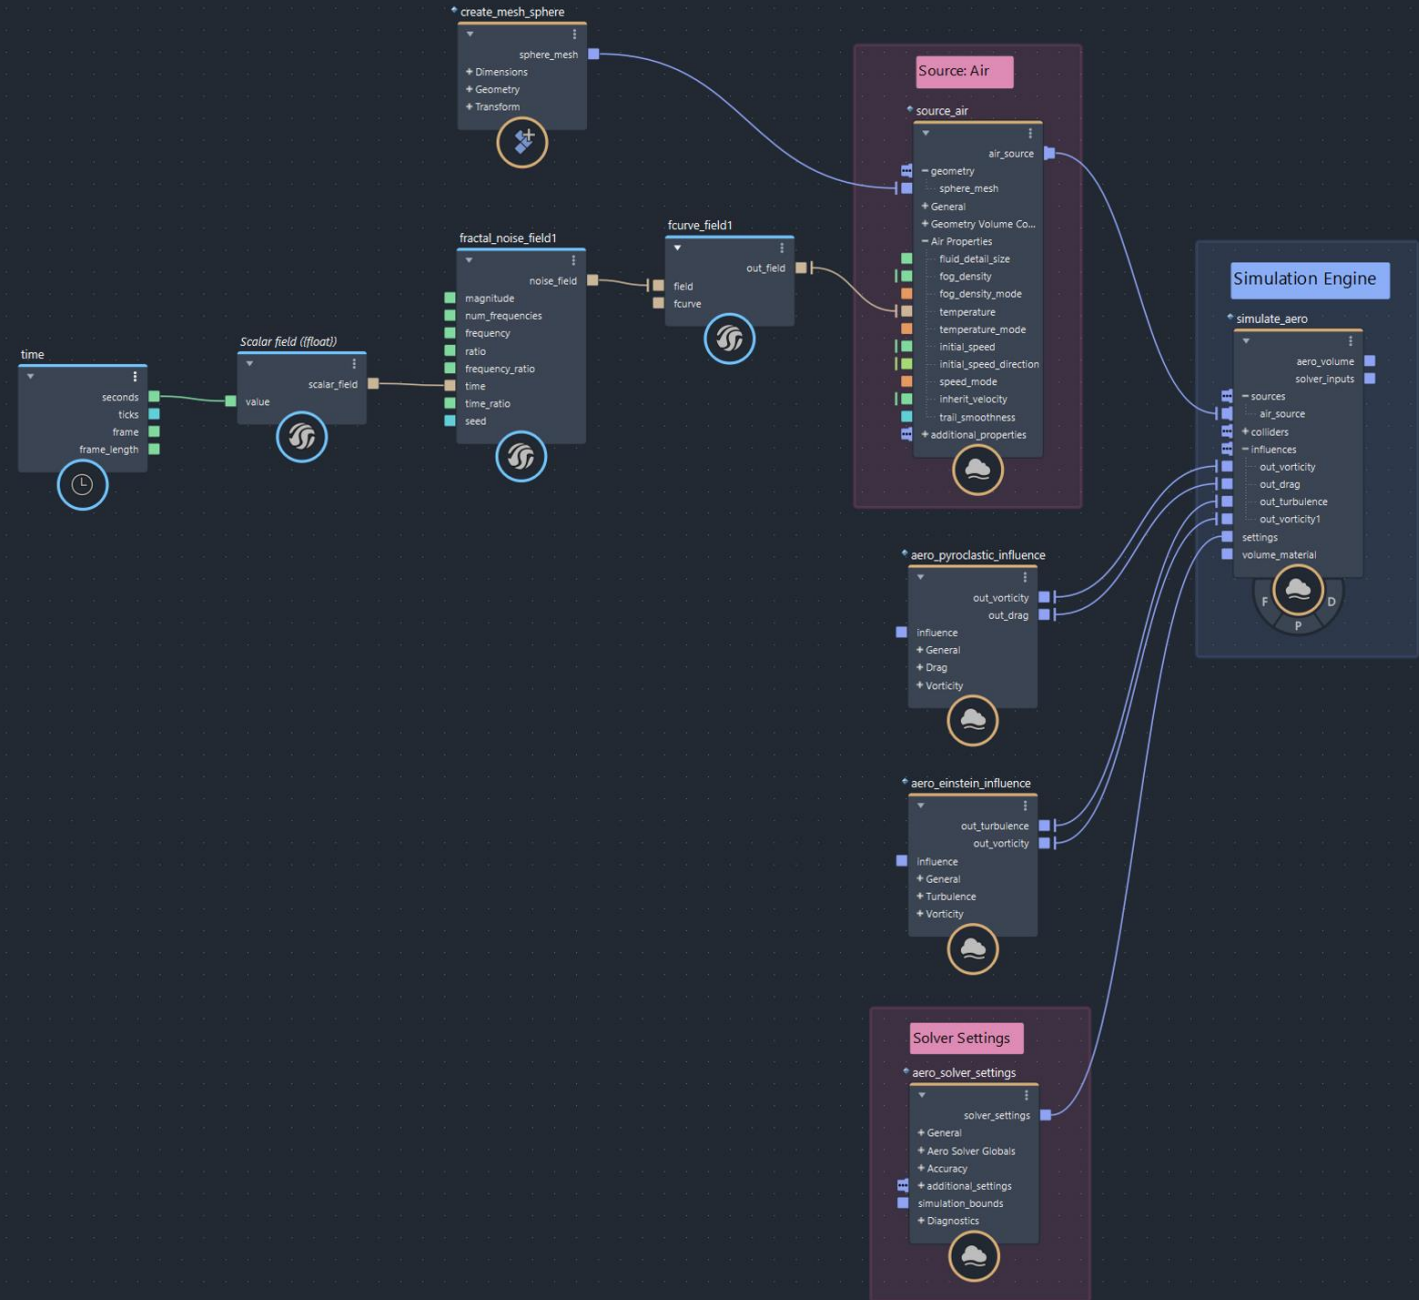 create_mesh_sphere
sphere_mesh
Dimensions
Geometry
Transform
Source: Air
source_air
air_source
geometry
sphere_mesh
General
Geometry Volume Co...
Air Properties
fluid_detail_size
fog_density
fog_density_mode
temperature
temperature_mode
initial_speed
initial_speed_direction
speed_mode
inherit_velocity
trail_smoothness
additional_properties
fcurve_field1
out_field
field
fcurve
fractal_noise_field1
noise_field
magnitude
num_frequencies
frequency
ratio
frequency_ratio
time
time_ratio
seed
Scalar field ((float))
scalar_field
value
time
seconds
ticks
frame
frame_length
Simulation Engine
simulate_aero
aero_volume
solver_inputs
sources
air_source
colliders
influences
out_vorticity
out_drag
out_turbulence
out_vorticity1
settings
volume_material
F
P
D
aero_pyroclastic_influence
out_vorticity
out_drag
influence
General
Drag
Vorticity
aero_einstein_influence
out_turbulence
out_vorticity
influence
General
Turbulence
Vorticity
Solver Settings
aero_solver_settings
solver_settings
General
Aero Solver Globals
Accuracy
additional_settings
simulation_bounds
Diagnostics